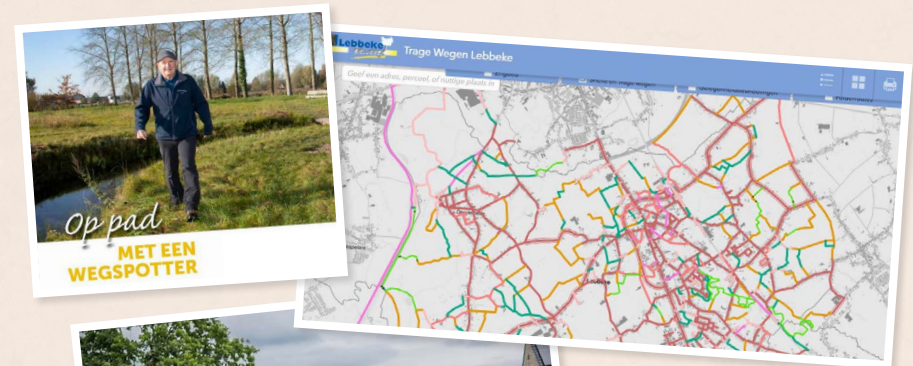 Op pad
MET EEN
WEGSPOTTER
Lebbeke
Trage Wegen Lebbeke
Geef een adres, perceel, of nuttige plaats in